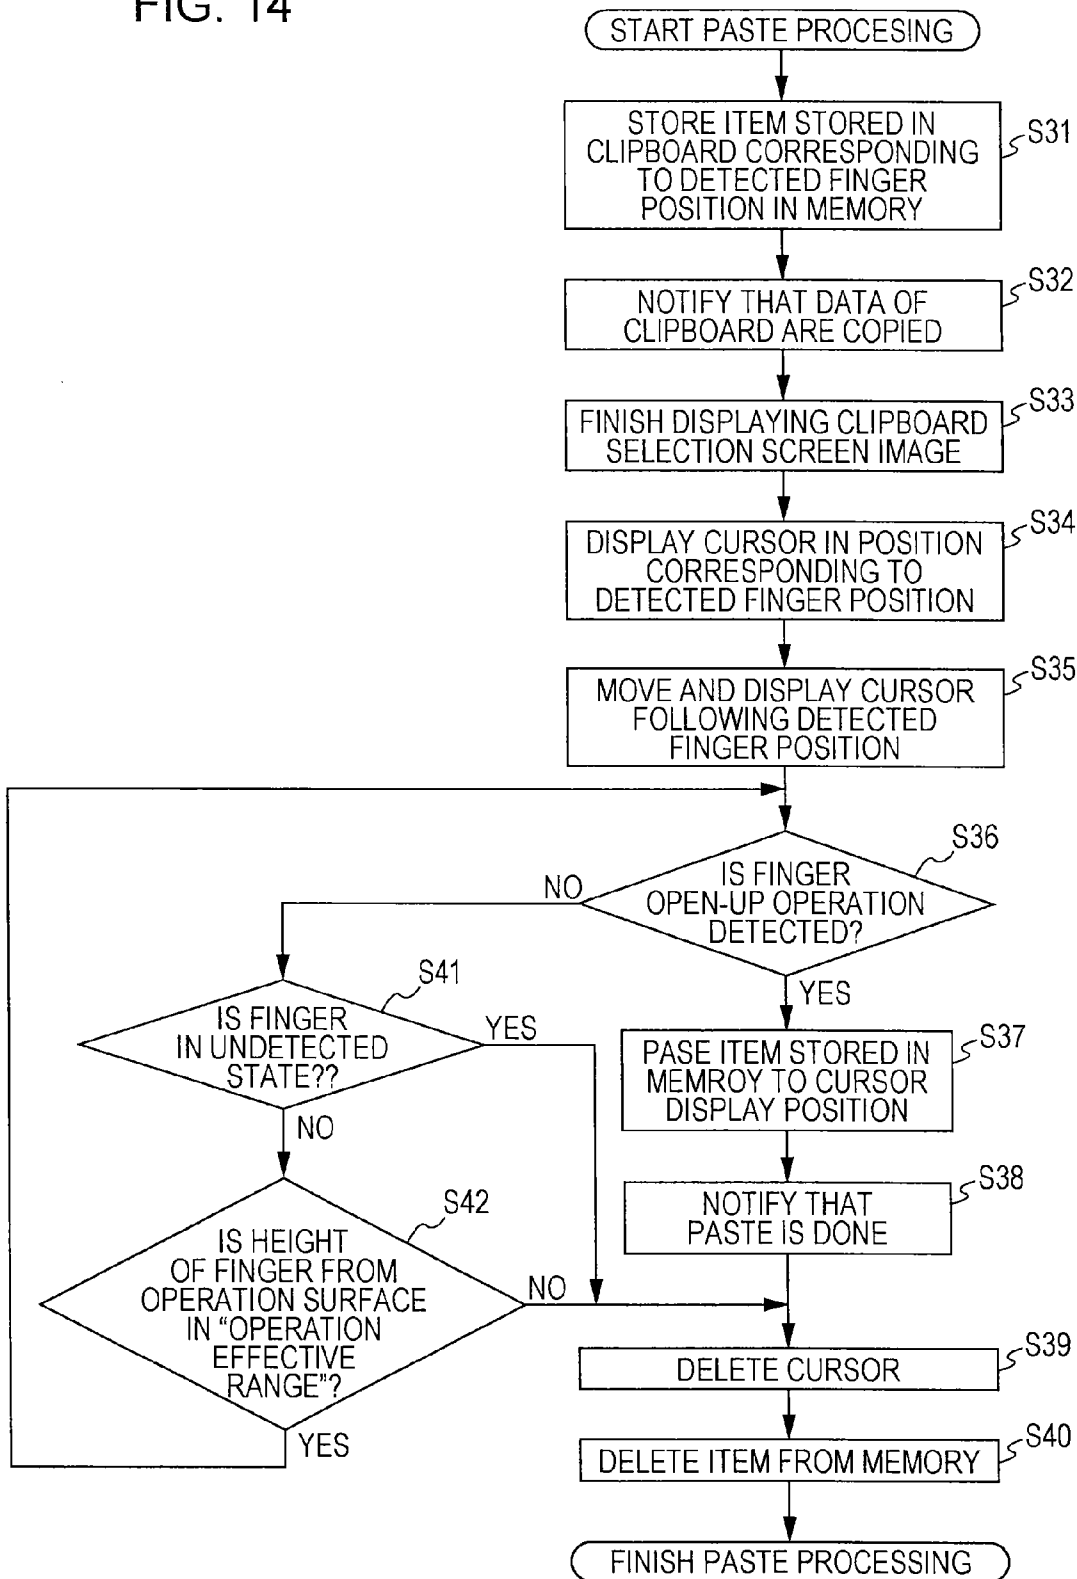 FIG. 14
START PASTE PROCESING
STORE ITEM STORED IN
CLIPBOARD CORRESPONDING
TO DETECTED FINGER
POSITION IN MEMORY
S31
NOTIFY THAT DATA OF
CLIPBOARD ARE COPIED
S32
FINISH DISPLAYING CLIPBOARD
SELECTION SCREEN IMAGE
S33
DISPLAY CURSOR IN POSITION
CORRESPONDING TO
DETECTED FINGER POSITION
S34
MOVE AND DISPLAY CURSOR
FOLLOWING DETECTED
FINGER POSITION
S35
IS FINGER
OPEN-UP OPERATION
DETECTED?
S36
NO
YES
IS FINGER
IN UNDETECTED
STATE??
S41
YES
NO
PASE ITEM STORED IN
MEMROY TO CURSOR
DISPLAY POSITION
S37
NOTIFY THAT
PASTE IS DONE
S38
IS HEIGHT
OF FINGER FROM
OPERATION SURFACE
IN “OPERATION
EFFECTIVE
RANGE”?
S42
NO
YES
DELETE CURSOR
S39
DELETE ITEM FROM MEMORY
S40
FINISH PASTE PROCESSING